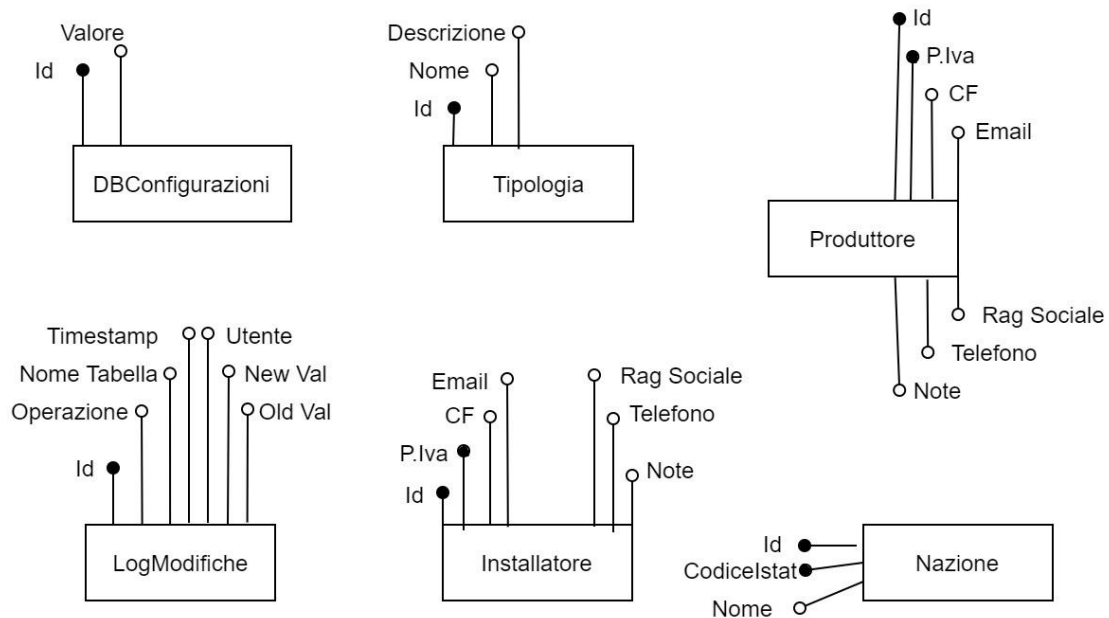 Valore
Id
DBConfigurazioni
Descrizione
Nome
Id
Tipologia
Id
P.Iva
CF
Email
Produttore
Rag Sociale
Telefono
Note
Timestamp
Utente
Nome Tabella
New Val
Operazione
Old Val
Id
LogModifiche
Email
Rag Sociale
CF
Telefono
P.Iva
Note
Id
Installatore
Id
CodiceIstat
Nome
Nazione